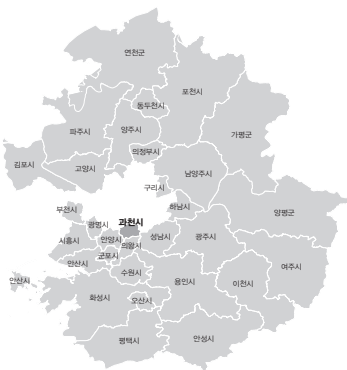 연천군
포천시
동두천시
파주시
양주시
가평군
의정부시
김포시
고양시
남양주시
구리시
하남시
부천시
양평군
광명시
과천시
시흥시
안양시
의왕시
성남시
광주시
군포시
안산시
수원시
여주시
안산시
용인시
이천시
화성시
오산시
평택시
안성시